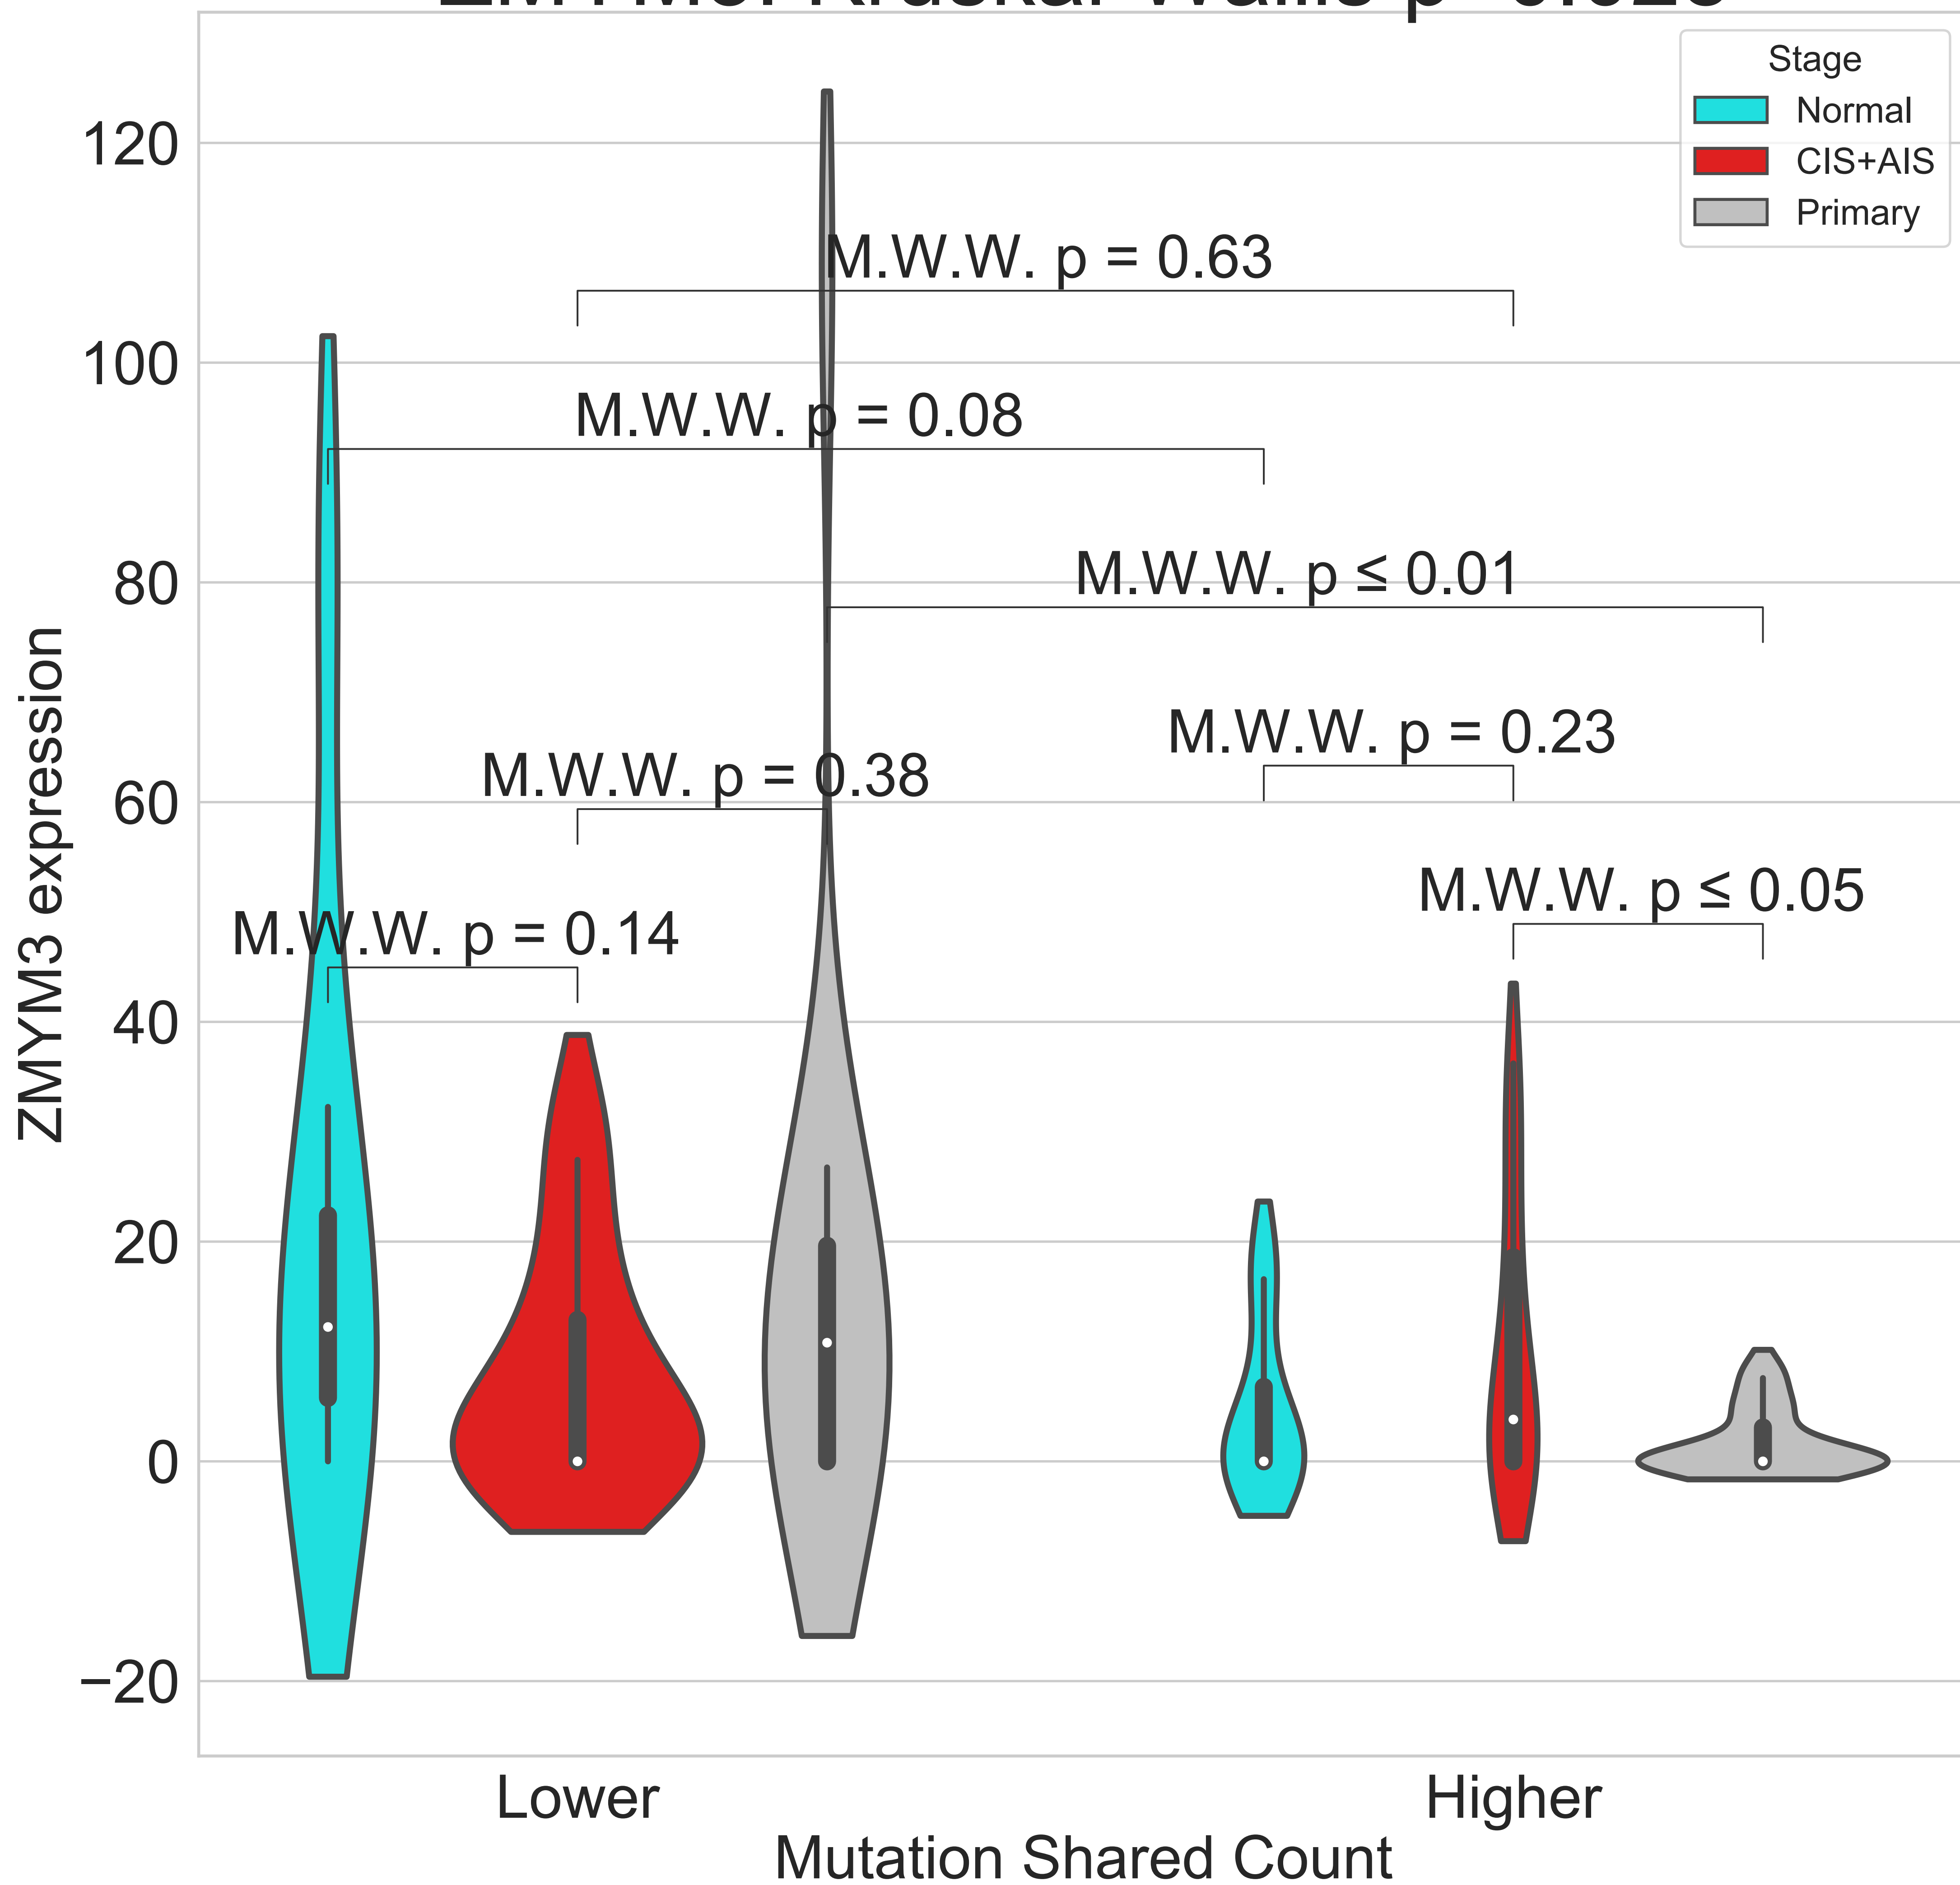 Stage
Normal
CIS+AIS
Primary
120
100
80
60
40
20
0
−20
ZMYM3 expression
M.W.W. p = 0.63
M.W.W. p = 0.08
M.W.W. p ≤ 0.01
M.W.W. p = 0.23
M.W.W. p = 0.38
M.W.W. p ≤ 0.05
M.W.W. p = 0.14
Lower
Higher
Mutation Shared Count